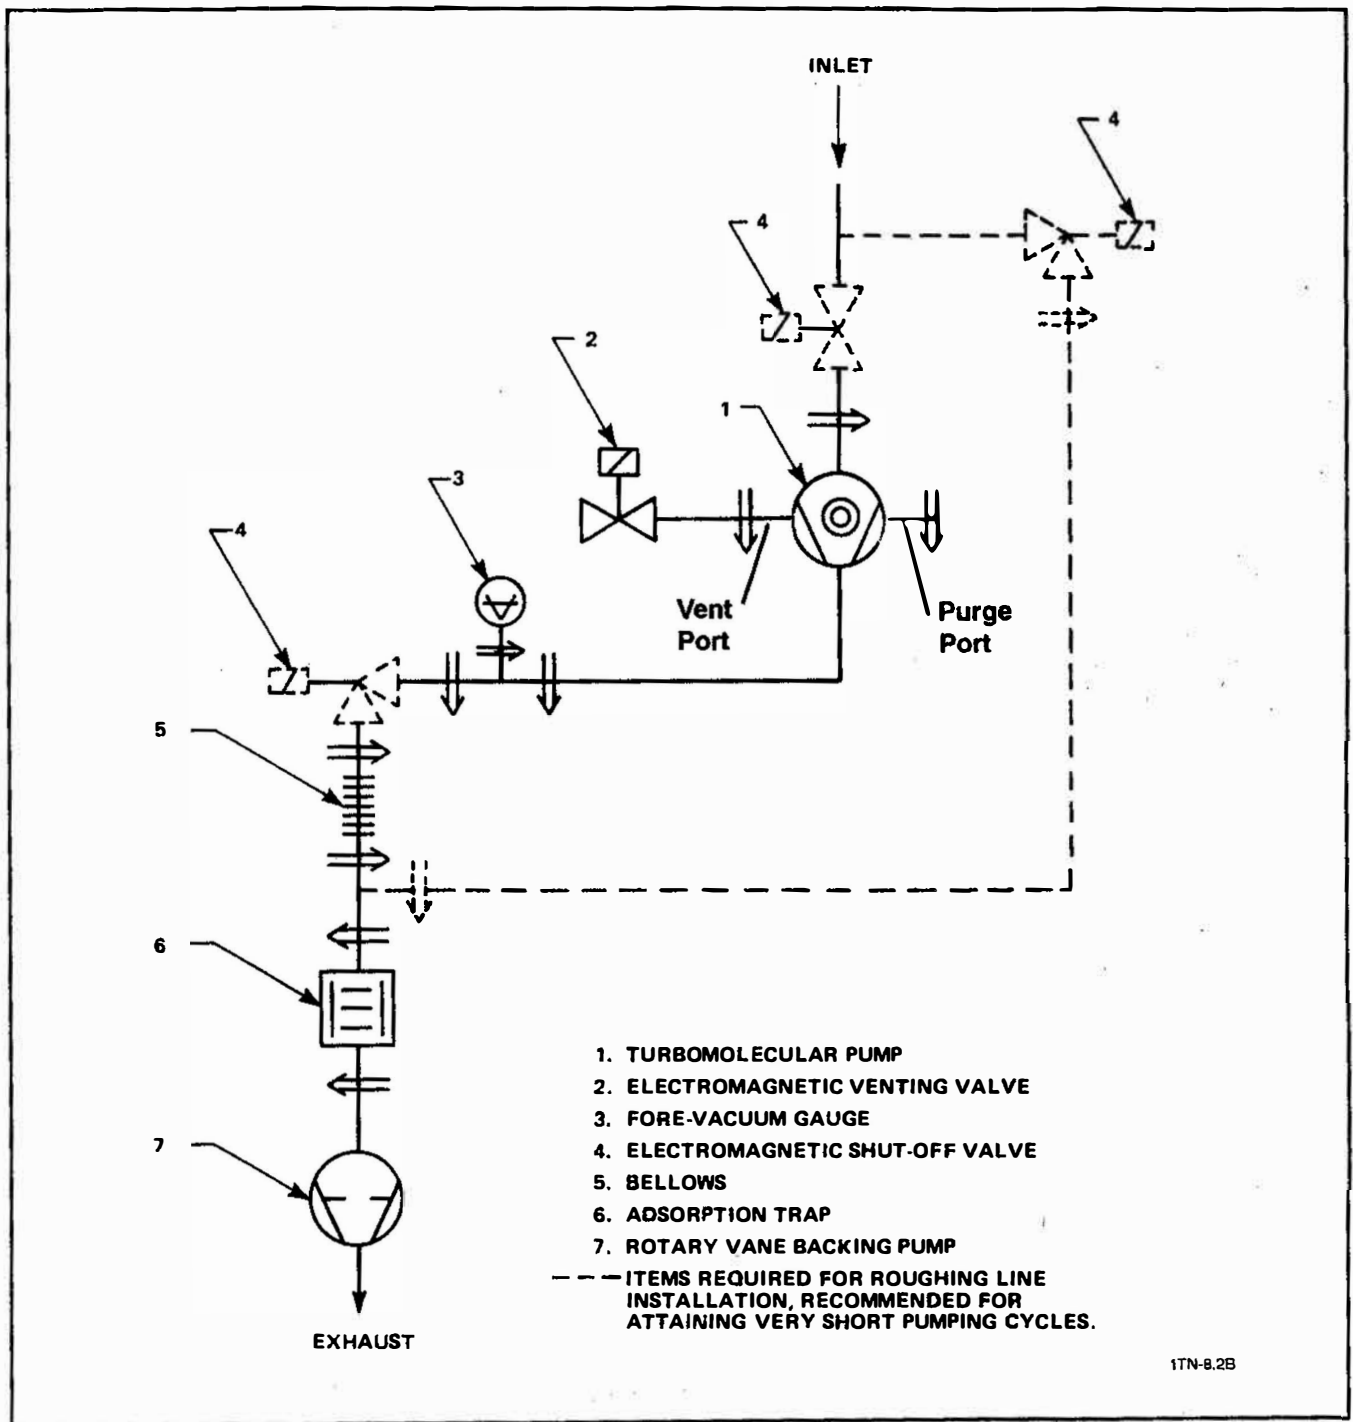 INLET
4
4
2
1
3
4
Vent
Port
Purge
Port
5
6
7
1. TURBOMOLECULAR PUMP
2. ELECTROMAGNETIC VENTING VALVE
3. FORE-VACUUM GAUGE
4. ELECTROMAGNETIC SHUT-OFF VALVE
5. BELLOWS
6. ADSORPTION TRAP
7. ROTARY VANE BACKING PUMP
— — — ITEMS REQUIRED FOR ROUGHING LINE
INSTALLATION, RECOMMENDED FOR
ATTAINING VERY SHORT PUMPING CYCLES.
EXHAUST
1TN-8.2B